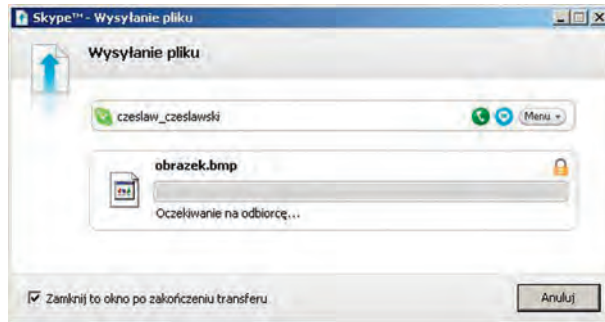 Skype™ - Wysyłanie pliku
Wysyłanie pliku
czeslaw_czeslawski
Menu
obrazek.bmp
Oczekiwanie na odbiorcę...
Zamknij to okno po zakończeniu transferu
Anuluj